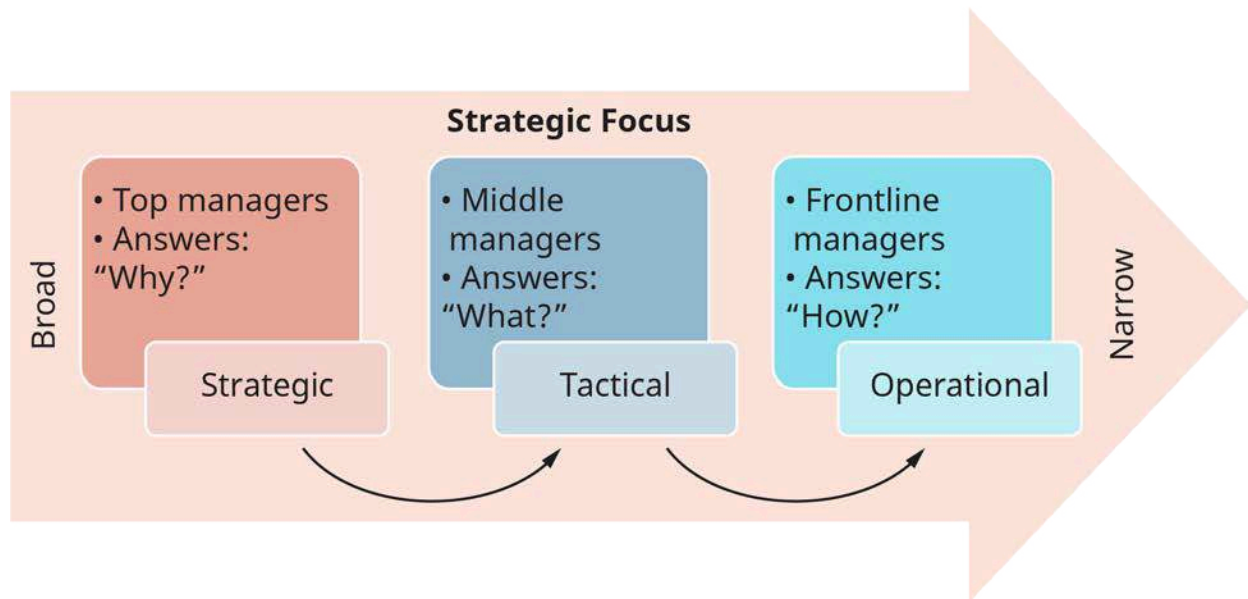 Strategic Focus
Broad
• Top managers
• Answers:
“Why?”
Strategic
• Middle
managers
• Answers:
“What?”
Tactical
• Frontline
managers
• Answers:
“How?”
Operational
Narrow